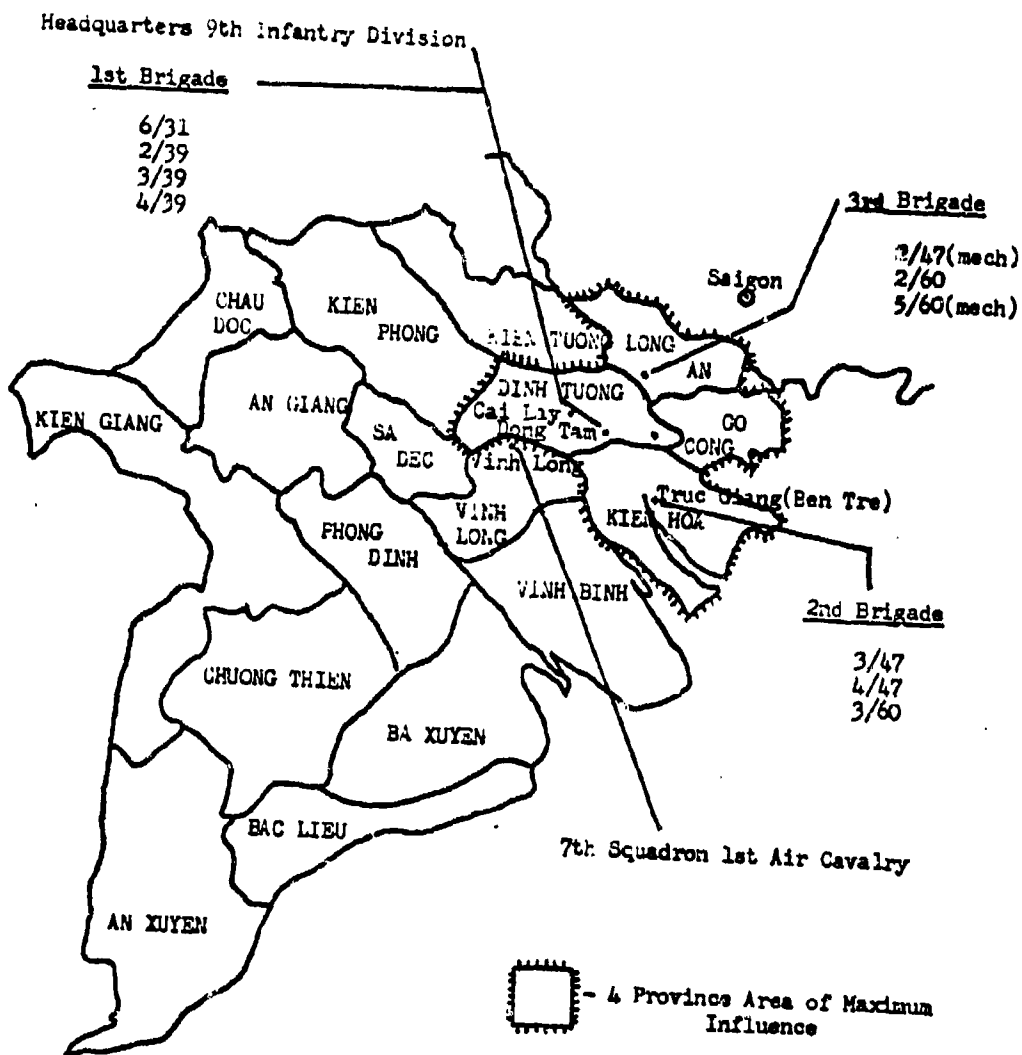 Headquarters 9th Infantry Division
1st Brigade
6/31
2/39
3/39
4/39
3rd Brigade
/47(mech)
2/60
5/60(mech)
Saigon
CHAU
DOC
KIEN
PHONG
KIEN TUONG
LONG
AN
DINH TUONG
Cai Lay
Dong Tam
GO
CONG
KIEN GIANG
AN GIANG
SA
DEC
Vinh Long
VINH
LONG
Truc Giang(Ben Tre)
KIEN HOA
PHONG
DINH
VINH BINH
2nd Brigade
3/47
4/47
3/60
CHUONG THIEN
BA XUYEN
BAC LIEU
7th Squadron 1st Air Cavalry
AN XUYEN
- 4 Province Area of Maximum
Influence